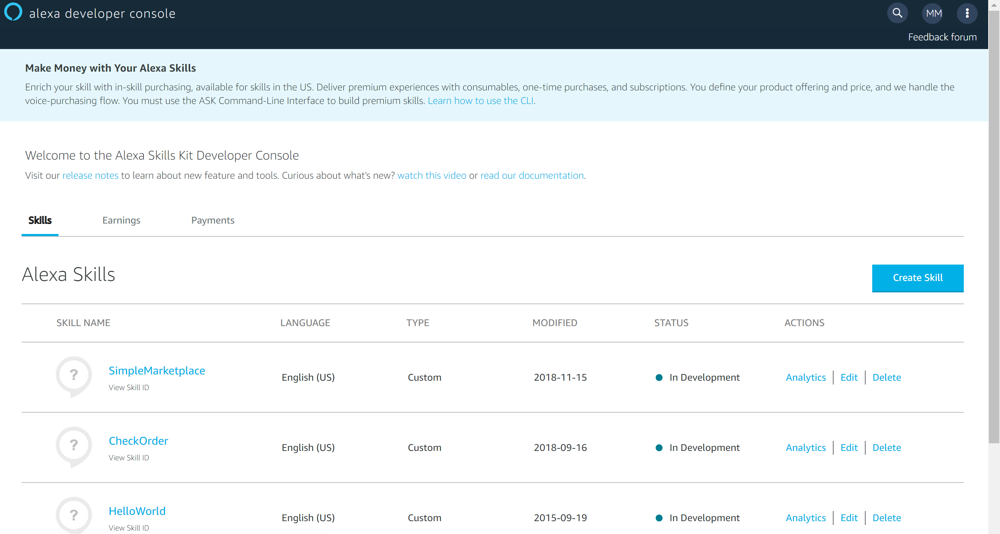 alexa developer console
MM
Feedback forum
Make Money with Your Alexa Skills
Enrich your skill with in-skill purchasing, available for skills in the US. Deliver premium experiences with consumables, one-time purchases, and subscriptions. You define your product offering and price, and we handle the
voice-purchasing flow. You must use the ASK Command-Line Interface to build premium skills. Learn how to use the CLI.
Welcome to the Alexa Skills Kit Developer Console
Visit our release notes to learn about new feature and tools. Curious about what's new? watch this video or read our documentation.
Skills Earnings Payments
Alexa Skills
Create Skill
SKILL NAME LANGUAGE TYPE MODIFIED STATUS ACTIONS
? SimpleMarketplace English (US) Custom 2018-11-15 In Development Analytics | Edit | Delete
View Skill ID
? CheckOrder English (US) Custom 2018-09-16 In Development Analytics | Edit | Delete
View Skill ID
? HelloWorld English (US) Custom 2015-09-19 In Development Analytics | Edit | Delete
View Skill ID